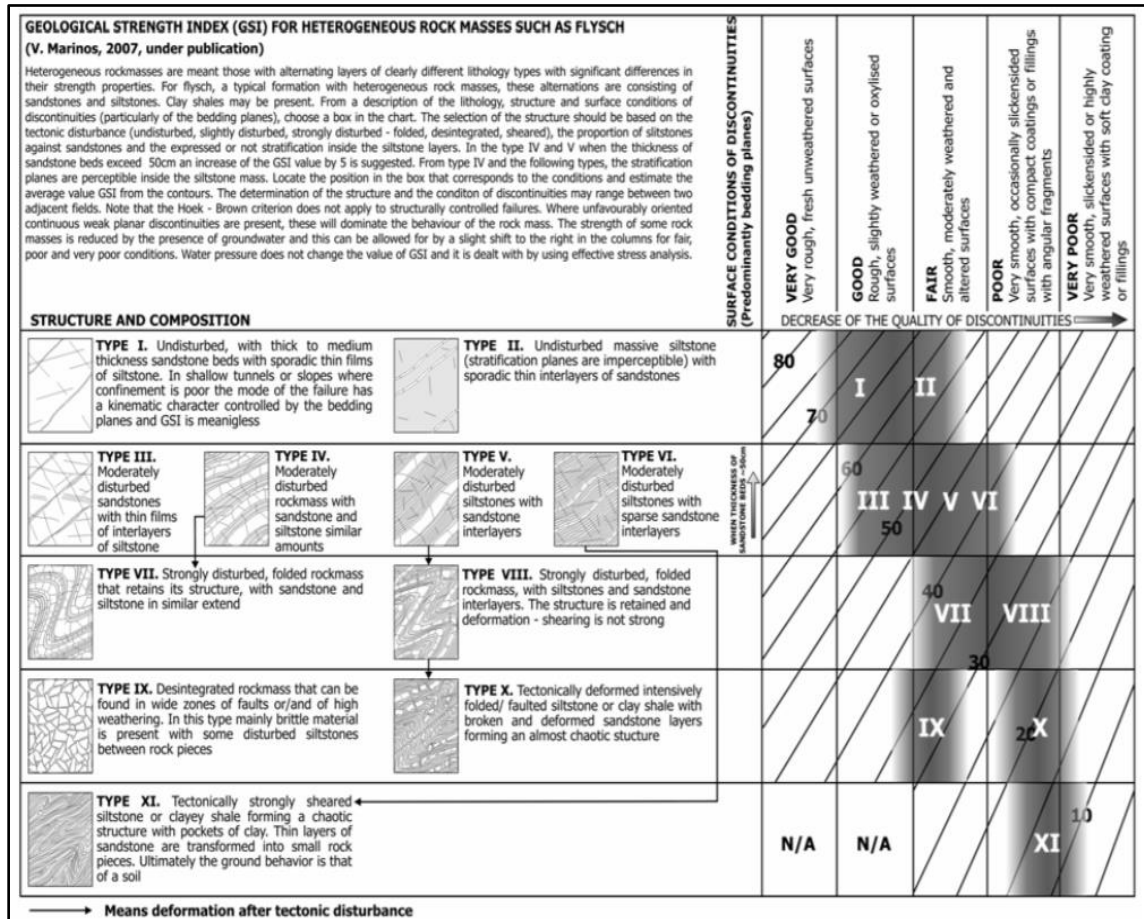 GEOLOGICAL STRENGTH INDEX (GSI) FOR HETEROGENEOUS ROCK MASSES SUCH AS FLYSCH
(V. Marinos, 2007, under publication)
Heterogeneous rockmasses are meant those with alternating layers of clearly different lithology types with significant differences in
their strength properties. For flysch, a typical formation with heterogeneous rock masses, these alternations are consisting of
sandstones and siltstones. Clay shales may be present. From a description of the lithology, structure and surface conditions of
discontinuities (particularly of the bedding planes), choose a box in the chart. The selection of the structure should be based on the
tectonic disturbance (undisturbed, slightly disturbed, strongly disturbed - folded, desintegrated, sheared), the proportion of slitstones
against sandstones and the expressed or not stratification inside the siltstone layers. In the type IV and V when the thickness of
sandstone beds exceed 50cm an increase of the GSI value by 5 is suggested. From type IV and the following types, the stratification
planes are perceptible inside the siltstone mass. Locate the position in the box that corresponds to the conditions and estimate the
average value GSI from the contours. The determination of the structure and the conditon of discontinuities may range between two
adjacent fields. Note that the Hoek - Brown criterion does not apply to structurally controlled failures. Where unfavourably oriented
continuous weak planar discontinuities are present, these will dominate the behaviour of the rock mass. The strength of some rock
masses is reduced by the presence of groundwater and this can be allowed for by a slight shift to the right in the columns for fair,
poor and very poor conditions. Water pressure does not change the value of GSI and it is dealt with by using effective stress analysis.
STRUCTURE AND COMPOSITION
SURFACE CONDITIONS OF DISCONTINUITIES
(Predominantly bedding planes)
VERY GOOD
Very rough, fresh unweathered surfaces
GOOD
Rough, slightly weathered or oxylised
surfaces
FAIR
Smooth, moderately weathered and
altered surfaces
POOR
Very smooth, occasionally slickensided
surfaces with compact coatings or fillings
with angular fragments
VERY POOR
Very smooth, slickensided or highly
weathered surfaces with soft clay coating
or fillings
DECREASE OF THE QUALITY OF DISCONTINUITIES
TYPE I. Undisturbed, with thick to medium
thickness sandstone beds with sporadic thin films
of siltstone. In shallow tunnels or slopes where
confinement is poor the mode of the failure has
a kinematic character controlled by the bedding
planes and GSI is meanigless
TYPE II. Undisturbed massive siltstone
(stratification planes are imperceptible) with
sporadic thin interlayers of sandstones
80
70
I
II
TYPE III.
Moderately
disturbed
sandstones
with thin films
of interlayers
of siltstone
TYPE IV.
Moderately
disturbed
rockmass with
sandstone and
siltstone similar
amounts
TYPE V.
Moderately
disturbed
siltstones with
sandstone
interlayers
TYPE VI.
Moderately
disturbed
siltstones with
sparse sandstone
interlayers
WHEN THICKNESS OF
SANDSTONE BEDS ~50cm
60
III IV V VI
50
TYPE VII. Strongly disturbed, folded rockmass
that retains its structure, with sandstone and
siltstone in similar extend
TYPE VIII. Strongly disturbed, folded
rockmass, with siltstones and sandstone
interlayers. The structure is retained and
deformation - shearing is not strong
40
VII
VIII
30
TYPE IX. Desintegrated rockmass that can be
found in wide zones of faults or/and of high
weathering. In this type mainly brittle material
is present with some disturbed siltstones
between rock pieces
TYPE X. Tectonically deformed intensively
folded/ faulted siltstone or clay shale with
broken and deformed sandstone layers
forming an almost chaotic stucture
IX
20
X
TYPE XI. Tectonically strongly sheared
siltstone or clayey shale forming a chaotic
structure with pockets of clay. Thin layers of
sandstone are transformed into small rock
pieces. Ultimately the ground behavior is that
of a soil
N/A
N/A
XI
10
Means deformation after tectonic disturbance